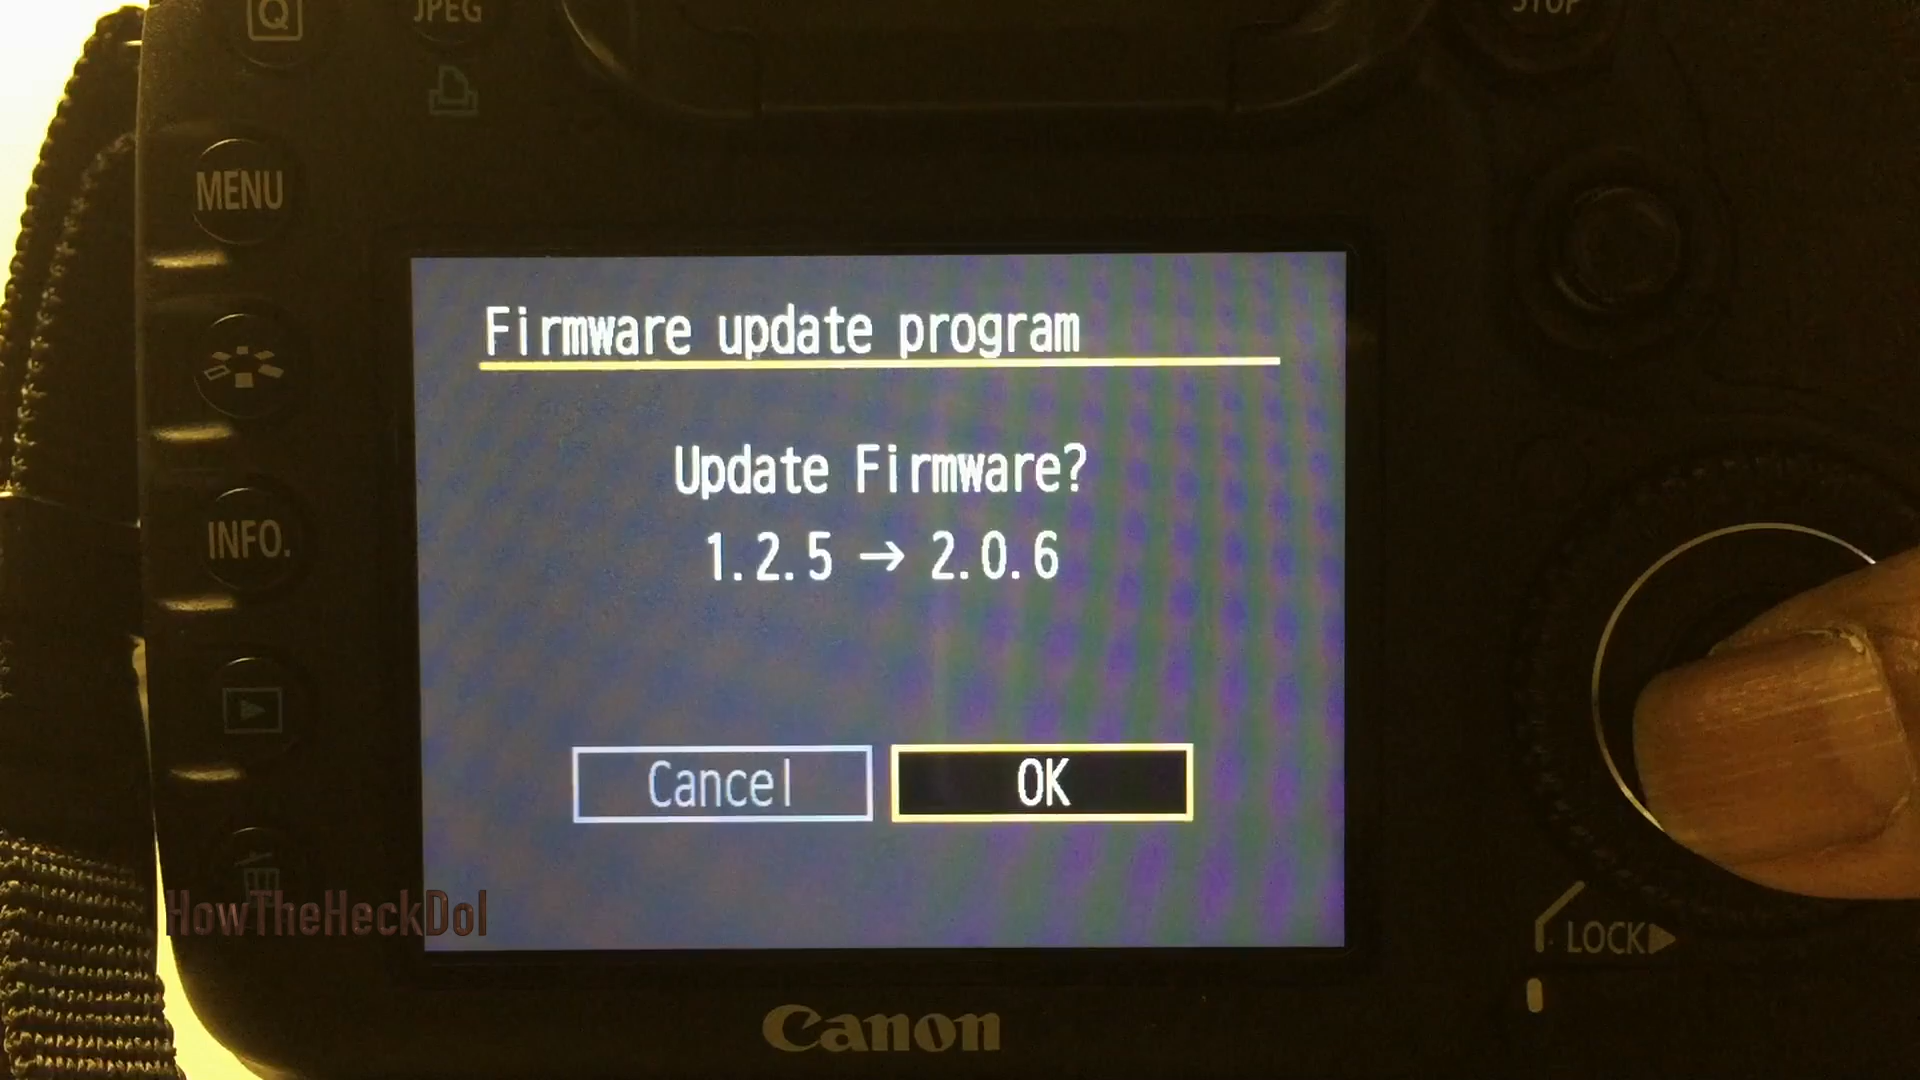 Q
JPEG
STOP
MENU
Firmware update program
Update Firmware?
1.2.5 → 2.0.6
INFO.
Cancel
OK
HowTheHeckDoI
LOCK▶
Canon